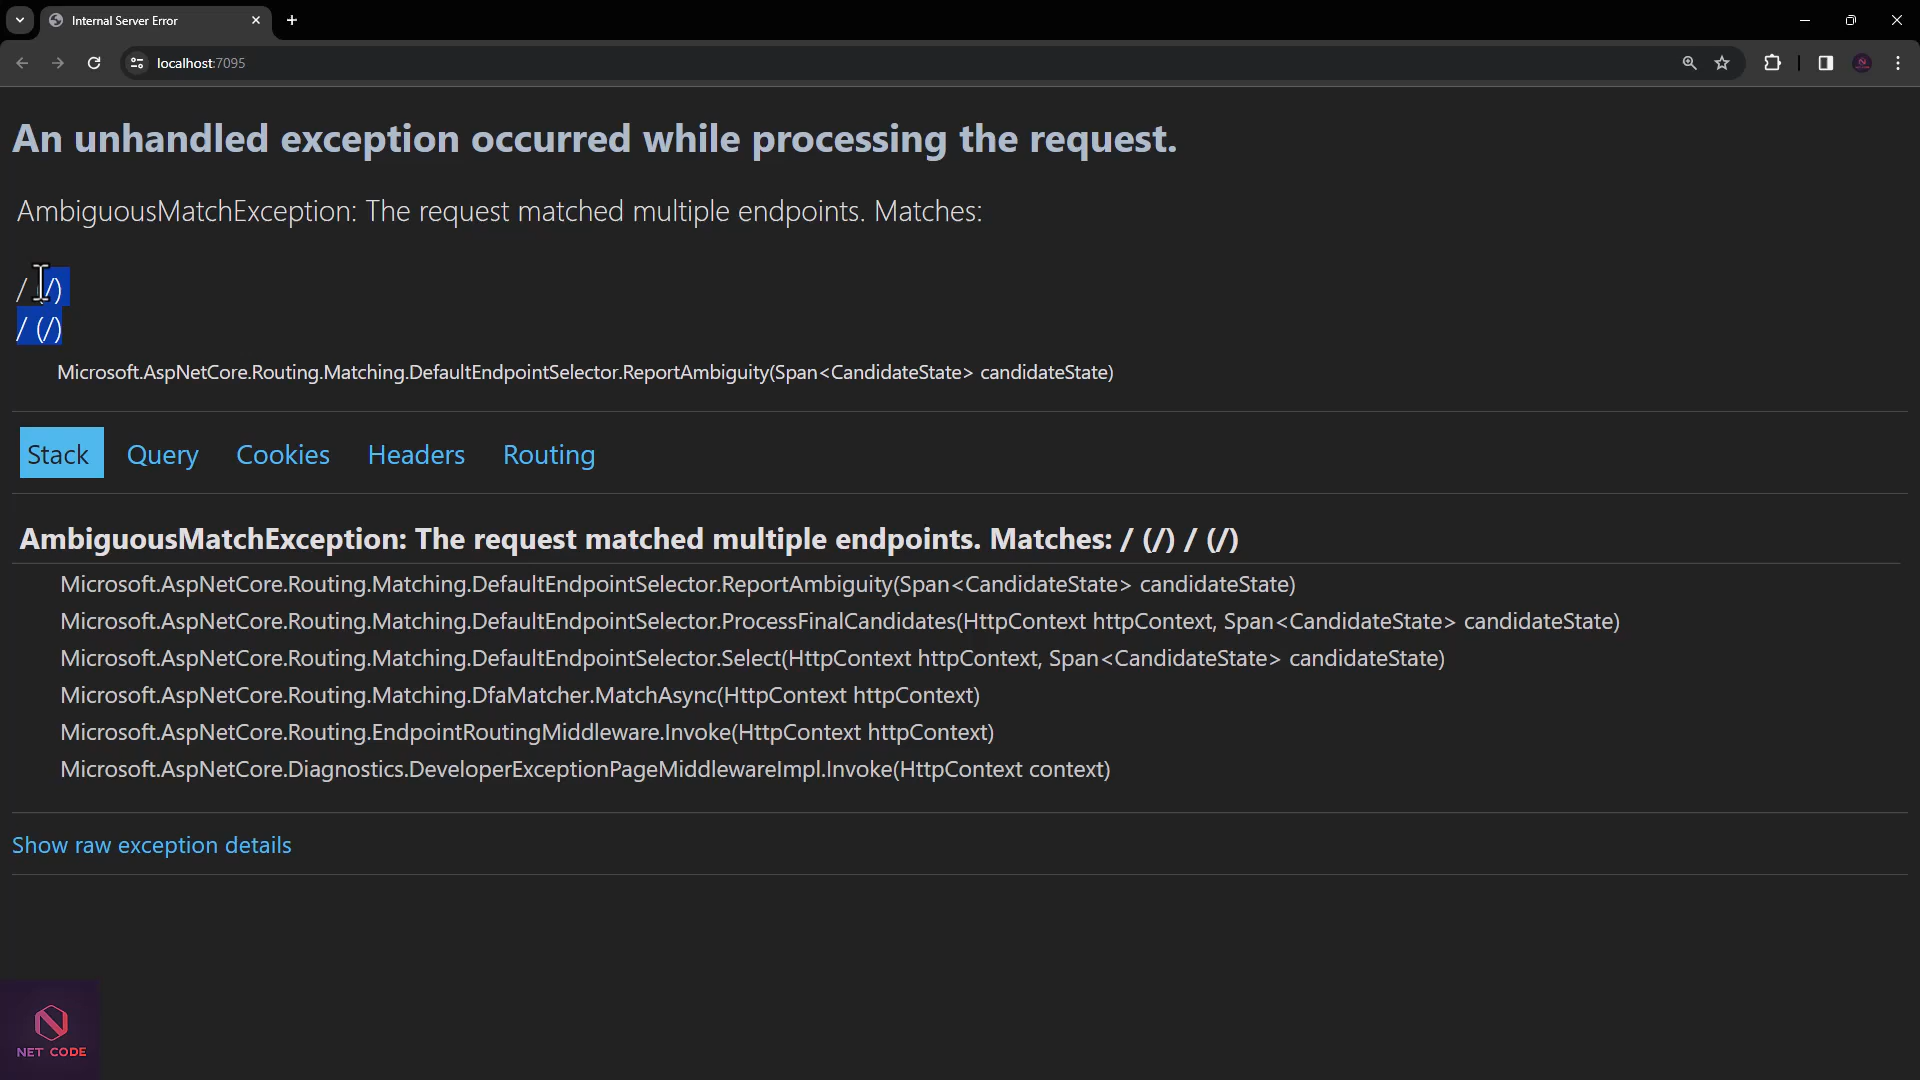 Internal Server Error
localhost:7095
An unhandled exception occurred while processing the request.
AmbiguousMatchException: The request matched multiple endpoints. Matches:
/ (/)
/ (/)
Microsoft.AspNetCore.Routing.Matching.DefaultEndpointSelector.ReportAmbiguity(Span<CandidateState> candidateState)
Stack Query Cookies Headers Routing
AmbiguousMatchException: The request matched multiple endpoints. Matches: / (/) / (/)
Microsoft.AspNetCore.Routing.Matching.DefaultEndpointSelector.ReportAmbiguity(Span<CandidateState> candidateState)
Microsoft.AspNetCore.Routing.Matching.DefaultEndpointSelector.ProcessFinalCandidates(HttpContext httpContext, Span<CandidateState> candidateState)
Microsoft.AspNetCore.Routing.Matching.DefaultEndpointSelector.Select(HttpContext httpContext, Span<CandidateState> candidateState)
Microsoft.AspNetCore.Routing.Matching.DfaMatcher.MatchAsync(HttpContext httpContext)
Microsoft.AspNetCore.Routing.EndpointRoutingMiddleware.Invoke(HttpContext httpContext)
Microsoft.AspNetCore.Diagnostics.DeveloperExceptionPageMiddlewareImpl.Invoke(HttpContext context)
Show raw exception details
NET CODE